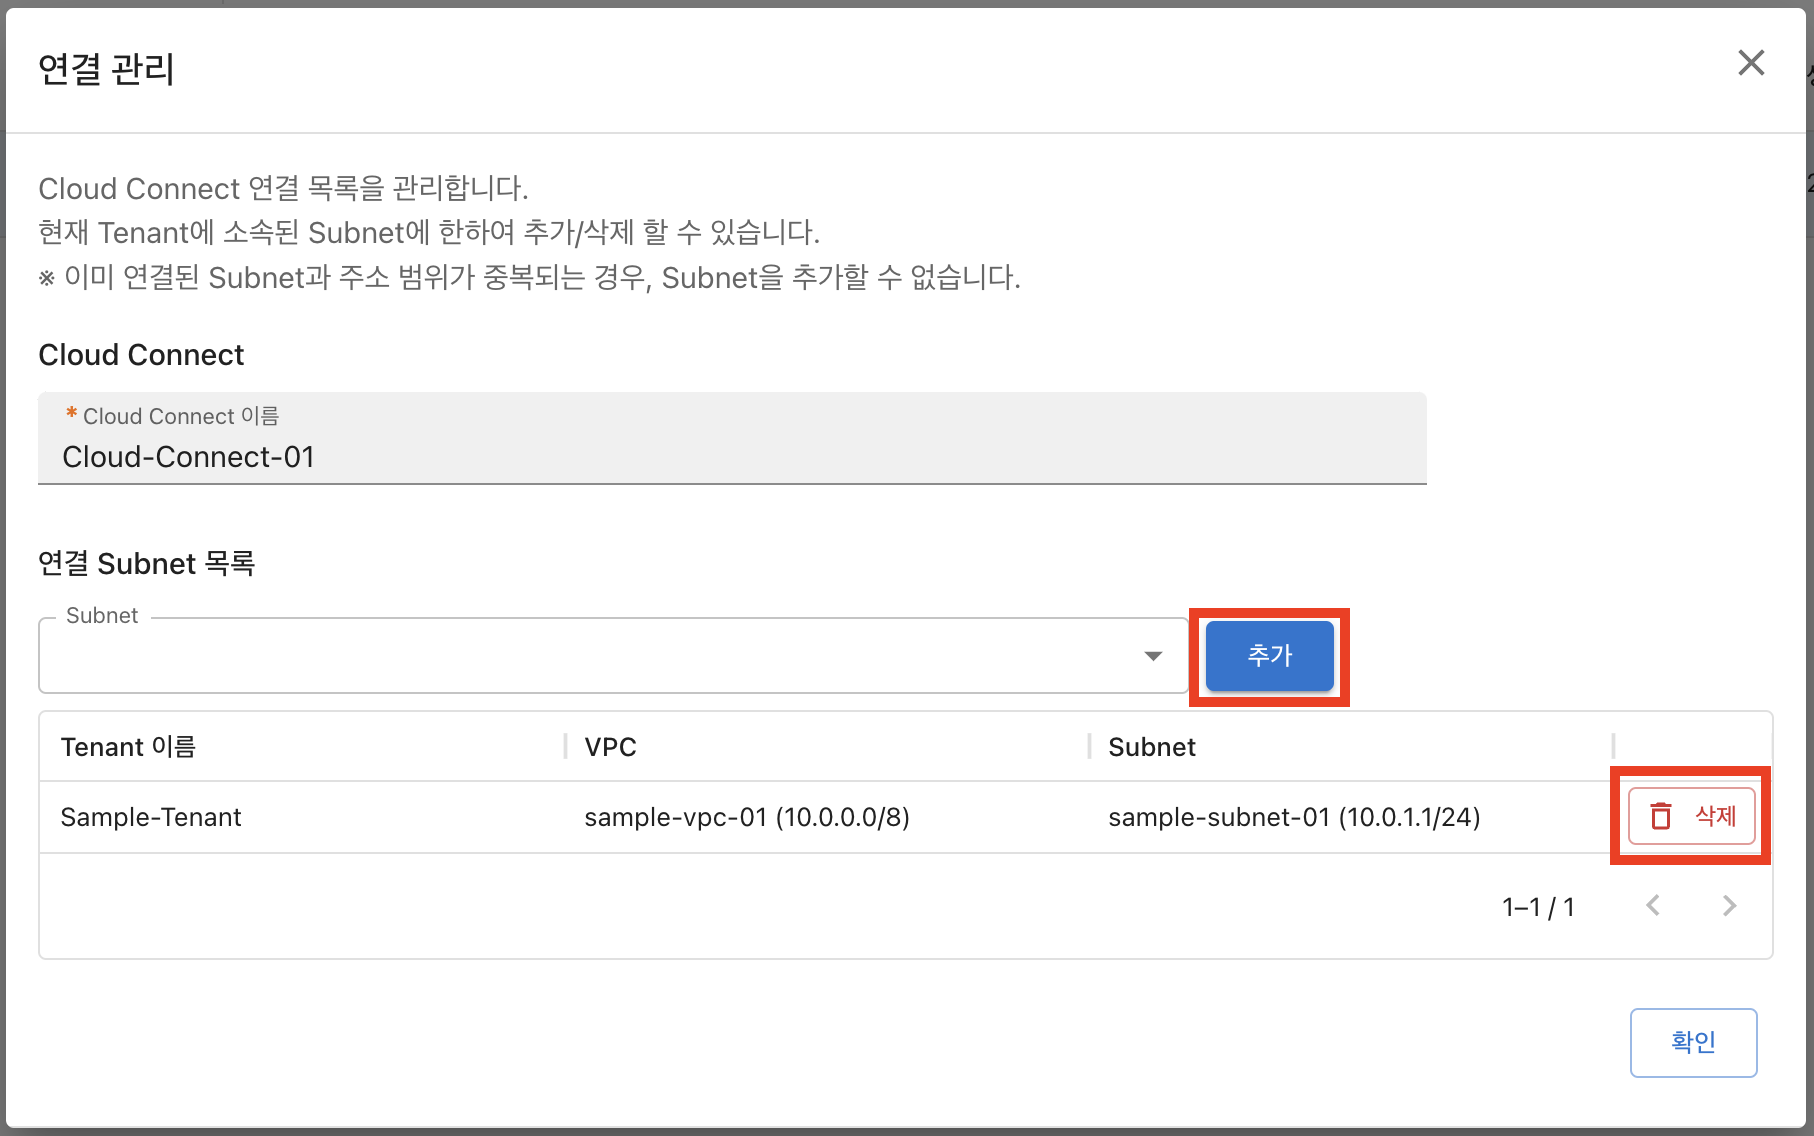 연결 관리
Cloud Connect 연결 목록을 관리합니다.
현재 Tenant에 소속된 Subnet에 한하여 추가/삭제 할 수 있습니다.
※ 이미 연결된 Subnet과 주소 범위가 중복되는 경우, Subnet을 추가할 수 없습니다.
Cloud Connect
* Cloud Connect 이름
Cloud-Connect-01
연결 Subnet 목록
Subnet
추가
Tenant 이름 VPC Subnet
Sample-Tenant sample-vpc-01 (10.0.0.0/8) sample-subnet-01 (10.0.1.1/24) 삭제
1–1 / 1
확인